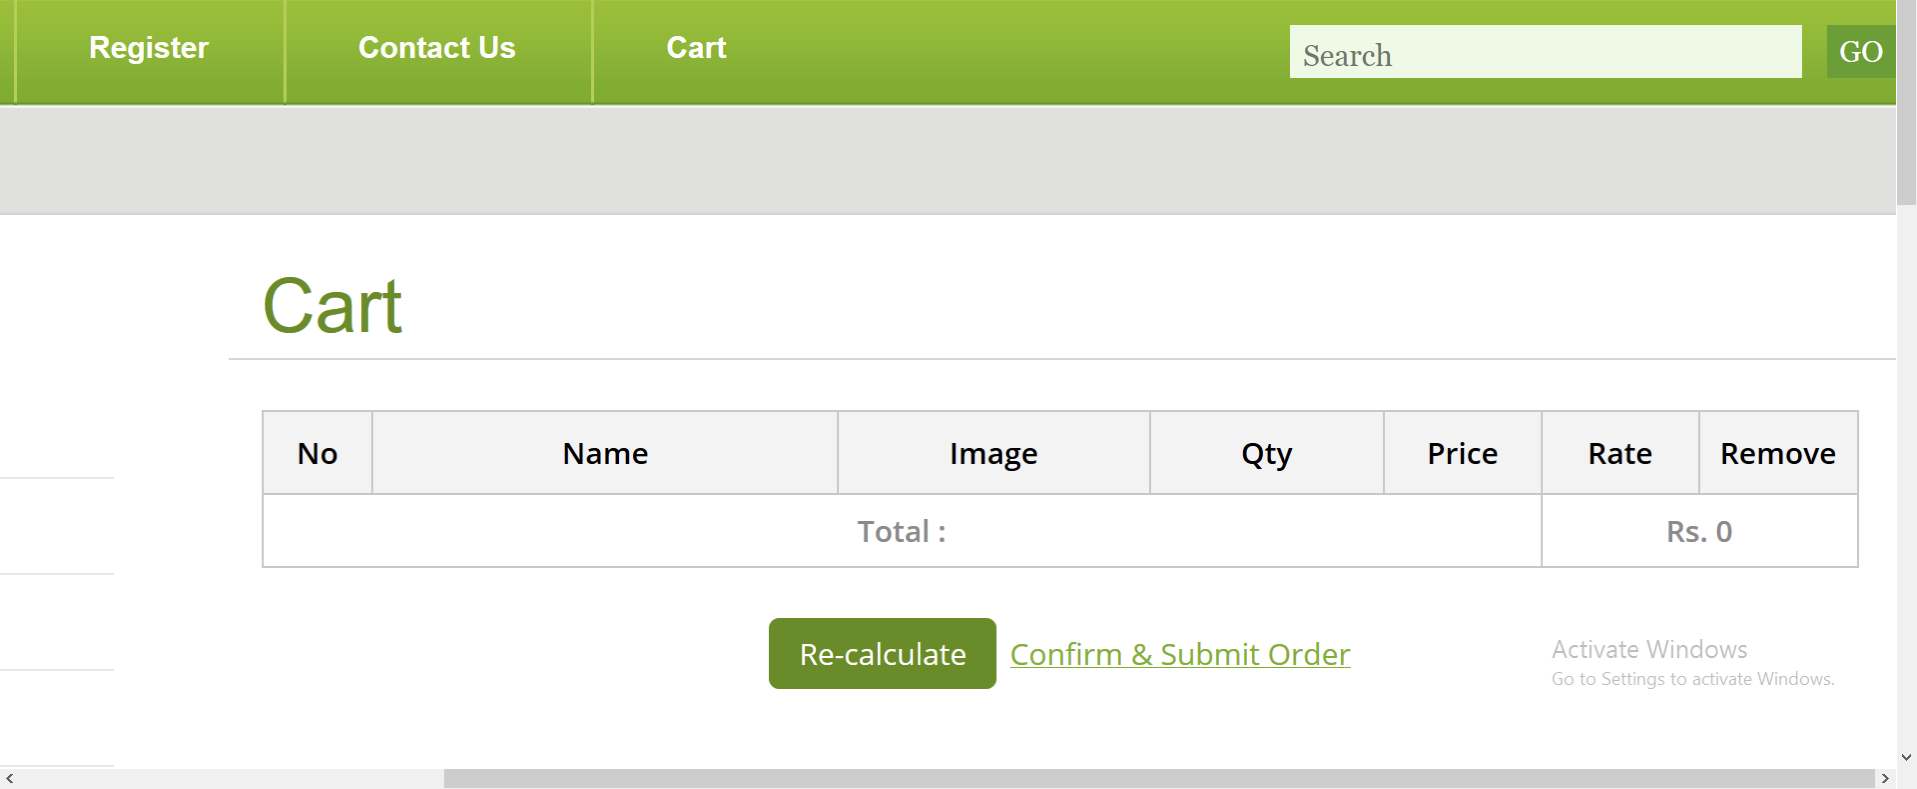 Register Contact Us Cart Search GO
Cart
No Name Image Qty Price Rate Remove
Total : Rs. 0
Re-calculate Confirm & Submit Order
Activate Windows
Go to Settings to activate Windows.